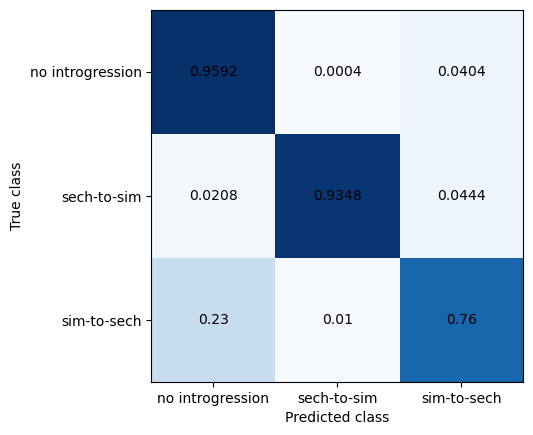 no introgression
0.9592
0.0004
0.0404
True class
sech-to-sim
0.0208
0.9348
0.0444
sim-to-sech
0.23
0.01
0.76
no introgression
sech-to-sim
sim-to-sech
Predicted class